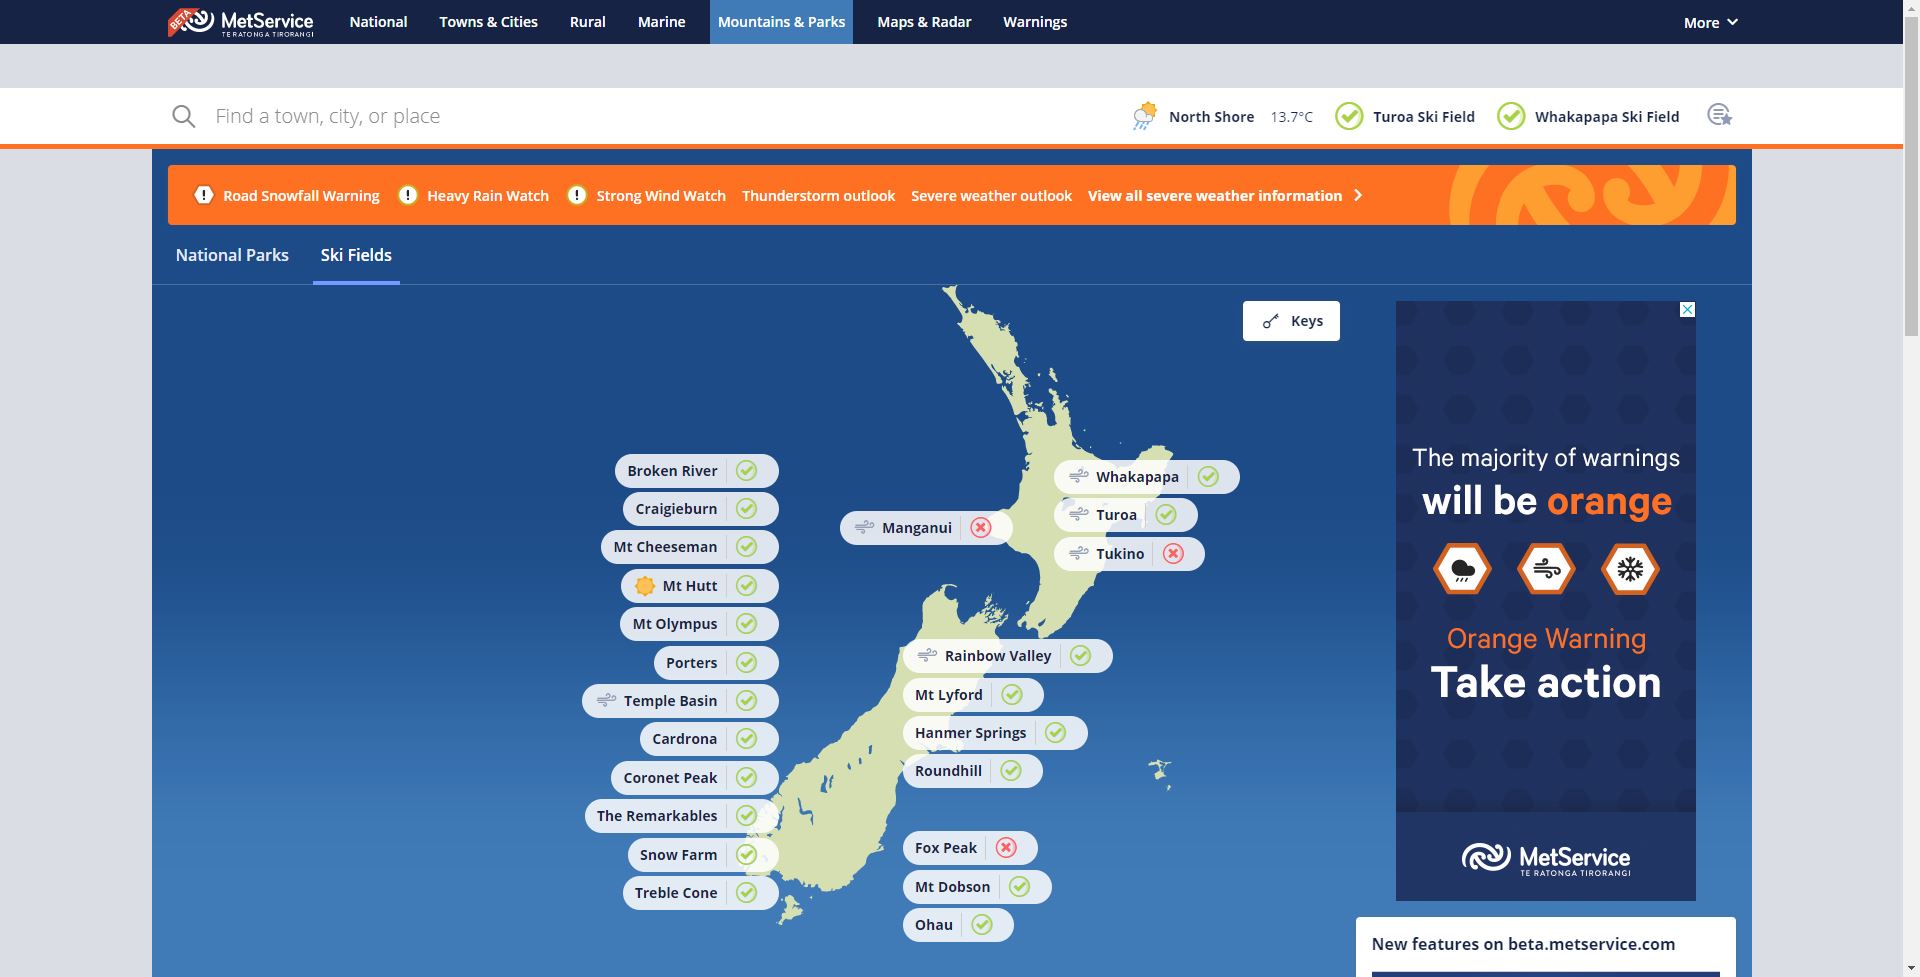 BETA
MetService
TE RATONGA TIRORANGI
National
Towns & Cities
Rural
Marine
Mountains & Parks
Maps & Radar
Warnings
More
Find a town, city, or place
North Shore 13.7°C
Turoa Ski Field
Whakapapa Ski Field
Road Snowfall Warning
Heavy Rain Watch
Strong Wind Watch
Thunderstorm outlook
Severe weather outlook
View all severe weather information
National Parks
Ski Fields
Keys
Broken River
Craigieburn
Mt Cheeseman
Mt Hutt
Mt Olympus
Porters
Temple Basin
Cardrona
Coronet Peak
The Remarkables
Snow Farm
Treble Cone
Manganui
Whakapapa
Turoa
Tukino
Rainbow Valley
Mt Lyford
Hanmer Springs
Roundhill
Fox Peak
Mt Dobson
Ohau
The majority of warnings
will be orange
Orange Warning
Take action
MetService
TE RATONGA TIRORANGI
New features on beta.metservice.com